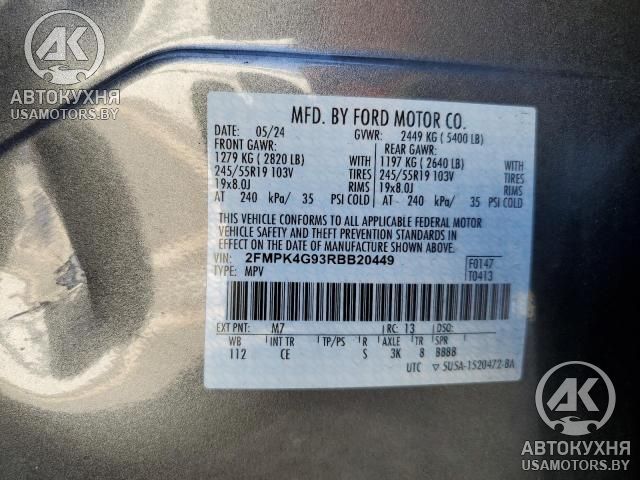 АК
АВТОКУХНЯ
USAMOTORS.BY
MFD. BY FORD MOTOR CO.
DATE: 05/24 GVWR: 2449 KG ( 5400 LB)
FRONT GAWR: REAR GAWR:
1279 KG ( 2820 LB) WITH 1197 KG ( 2640 LB) WITH
245/55R19 103V TIRES 245/55R19 103V TIRES
19x8.0J RIMS 19x8.0J RIMS
AT 240 kPa/ 35 PSI COLD AT 240 kPa/ 35 PSI COLD
THIS VEHICLE CONFORMS TO ALL APPLICABLE FEDERAL MOTOR
VEHICLE SAFETY AND THEFT PREVENTION STANDARDS IN EFFECT
ON THE DATE OF MANUFACTURE SHOWN ABOVE.
VIN: 2FMPK4G93RBB20449 F0147
TYPE: MPV T0413
EXT PNT: M7 RC: 13 DSO:
WB INT TR TP/PS R AXLE TR SPR
112 CE S 3K 8 BBBB
UTC ▽ 5U5A-1520472-BA
АК
АВТОКУХНЯ
USAMOTORS.BY